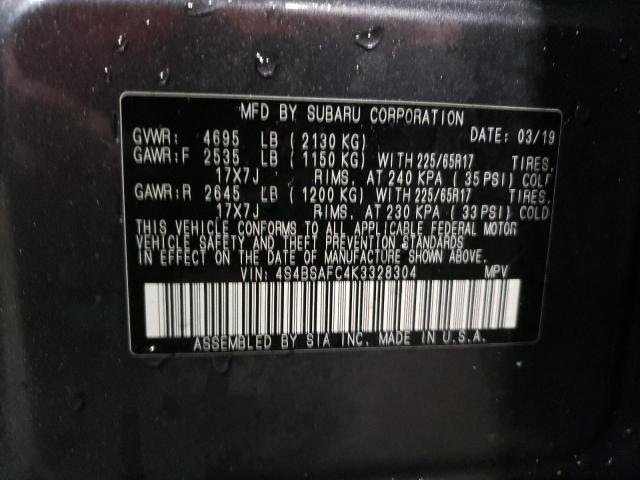 MFD BY SUBARU CORPORATION
GVWR: 4695 LB ( 2130 KG) DATE: 03/19
GAWR:F 2535 LB ( 1150 KG) WITH 225/65R17 TIRES.
17X7J RIMS, AT 240 KPA ( 35 PSI) COLD
GAWR:R 2645 LB ( 1200 KG) WITH 225/65R17 TIRES.
17X7J RIMS, AT 230 KPA ( 33 PSI) COLD
THIS VEHICLE CONFORMS TO ALL APPLICABLE FEDERAL MOTOR
VEHICLE SAFETY AND THEFT PREVENTION STANDARDS
IN EFFECT ON THE DATE OF MANUFACTURE SHOWN ABOVE.
VIN: 4S4BSAFC4K3328304 MPV
ASSEMBLED BY SIA INC. MADE IN U.S.A.